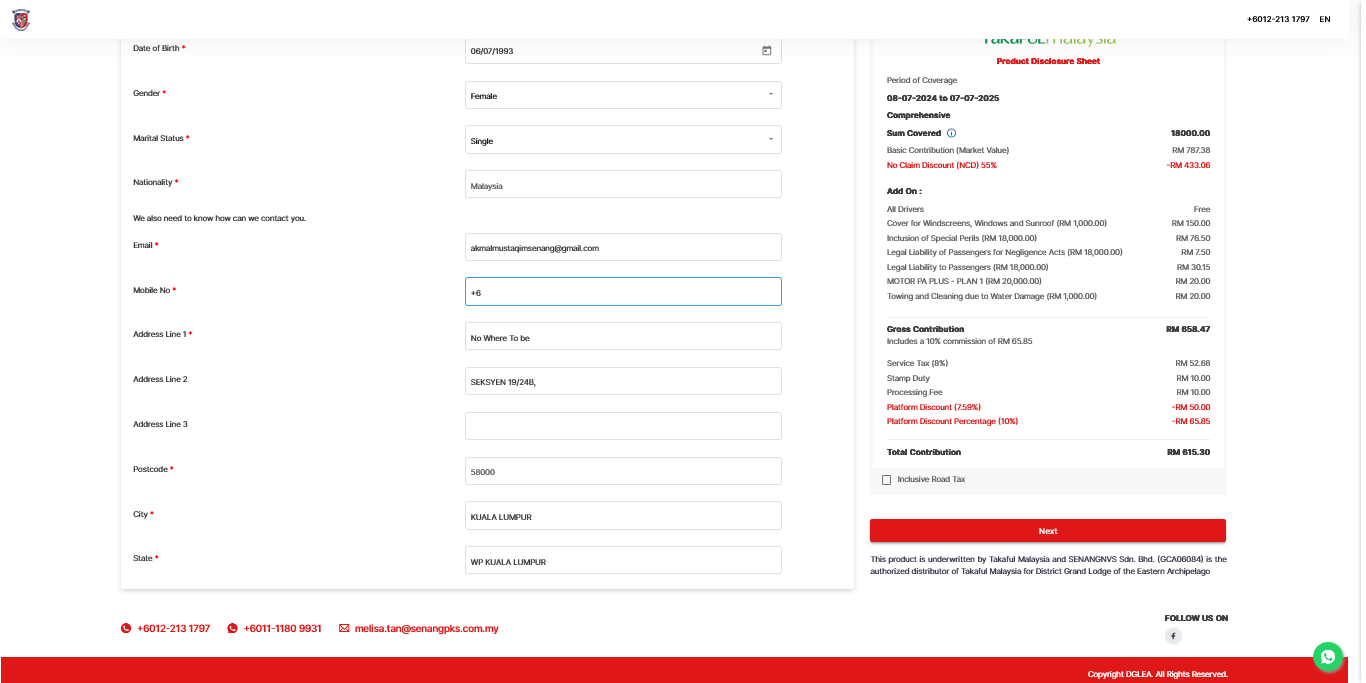 +6012-213 1797 EN
Date of Birth *
06/07/1993
Gender *
Female
Marital Status *
Single
Nationality *
Malaysia
We also need to know how can we contact you.
Email *
akmalmustaqimsenang@gmail.com
Mobile No *
+6
Address Line 1 *
No Where To be
Address Line 2
SEKSYEN 19/24B,
Address Line 3
Postcode *
58000
City *
KUALA LUMPUR
State *
WP KUALA LUMPUR
Takaful malaysia
Product Disclosure Sheet
Period of Coverage
08-07-2024 to 07-07-2025
Comprehensive
Sum Covered 18000.00
Basic Contribution (Market Value) RM 787.38
No Claim Discount (NCD) 55% -RM 433.06
Add On :
All Drivers Free
Cover for Windscreens, Windows and Sunroof (RM 1,000.00) RM 150.00
Inclusion of Special Perils (RM 18,000.00) RM 76.50
Legal Liability of Passengers for Negligence Acts (RM 18,000.00) RM 7.50
Legal Liability to Passengers (RM 18,000.00) RM 30.15
MOTOR PA PLUS - PLAN 1 (RM 20,000.00) RM 20.00
Towing and Cleaning due to Water Damage (RM 1,000.00) RM 20.00
Gross Contribution RM 658.47
Includes a 10% commission of RM 65.85
Service Tax (8%) RM 52.68
Stamp Duty RM 10.00
Processing Fee RM 10.00
Platform Discount (7.59%) -RM 50.00
Platform Discount Percentage (10%) -RM 65.85
Total Contribution RM 615.30
Inclusive Road Tax
Next
This product is underwritten by Takaful Malaysia and SENANGNVS Sdn. Bhd. (GCA06084) is the
authorized distributor of Takaful Malaysia for District Grand Lodge of the Eastern Archipelago
+6012-213 1797 +6011-1180 9931 melisa.tan@senangpks.com.my
FOLLOW US ON
Copyright DGLEA. All Rights Reserved.